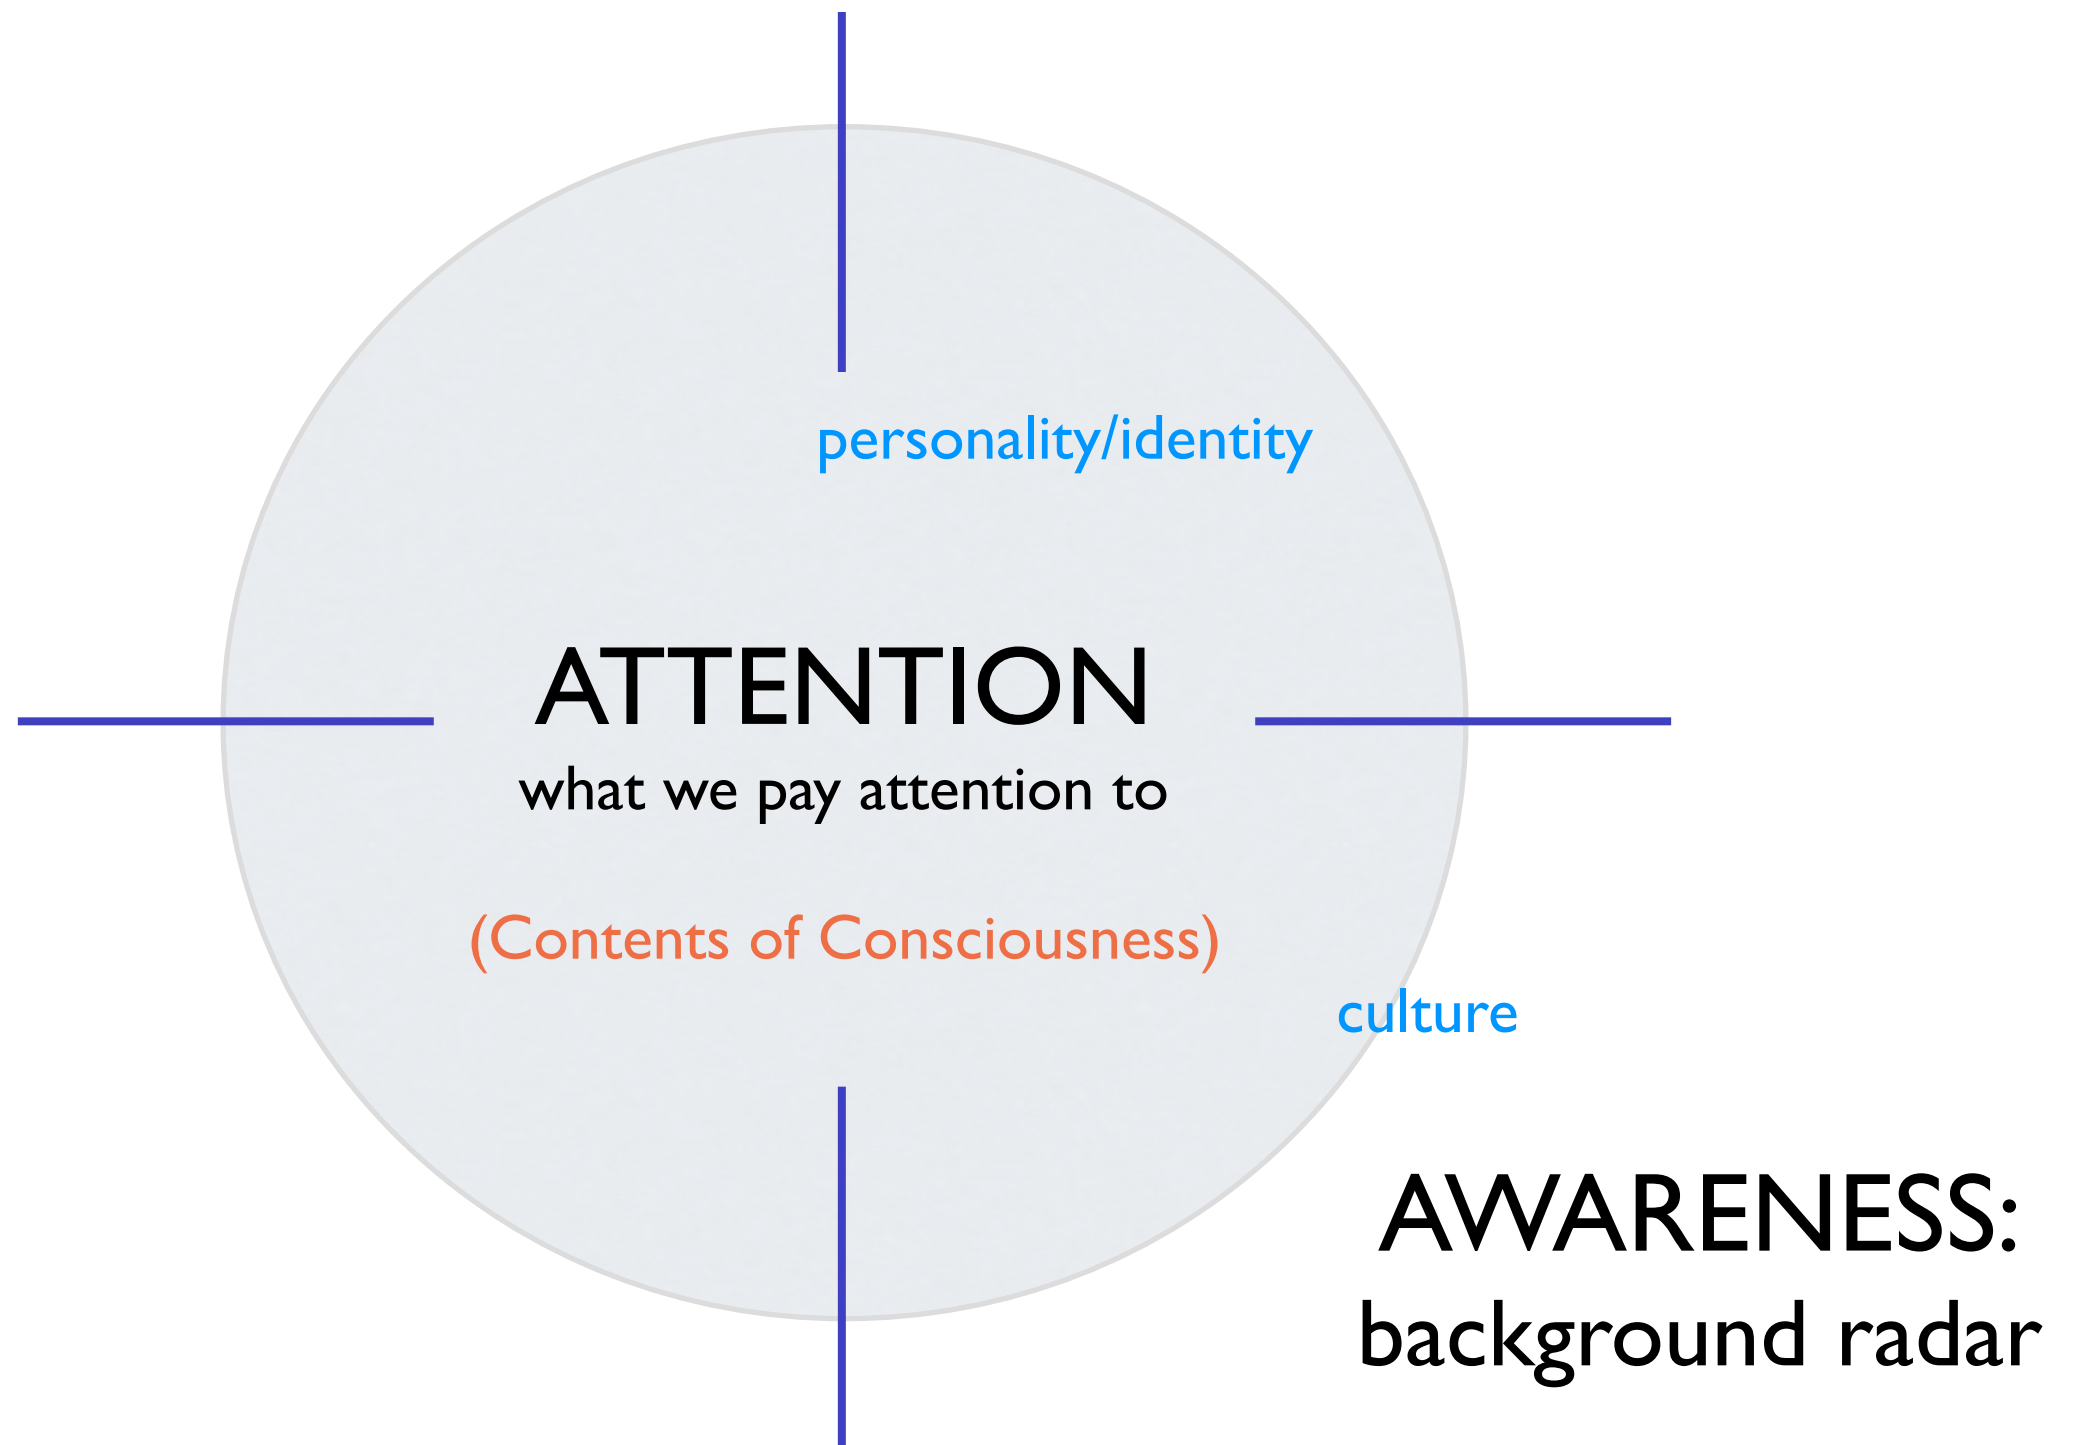 personality/identity
ATTENTION
what we pay attention to
(Contents of Consciousness)
culture
AWARENESS:
background radar